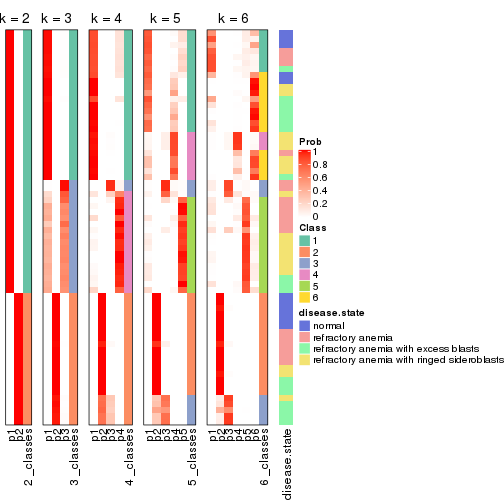 k = 2 k = 3 k = 4 k = 5 k = 6
Prob
1
0.8
0.6
0.4
0.2
0
Class
1
2
3
4
5
6
disease.state
normal
refractory anemia
refractory anemia with excess blasts
refractory anemia with ringed sideroblasts
p1
p2
2_classes
p1
p2
p3
3_classes
p1
p2
p3
p4
4_classes
p1
p2
p3
p4
p5
5_classes
p1
p2
p3
p4
p5
p6
6_classes
disease.state